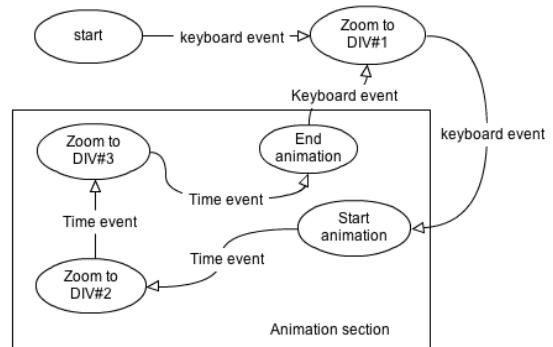 start
keyboard event
Zoom to
DIV#1
Keyboard event
keyboard event
Zoom to
DIV#3
End
animation
Time event
Time event
Start
animation
Time event
Zoom to
DIV#2
Animation section